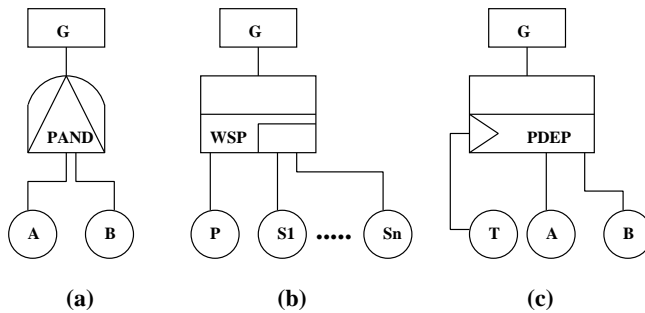 G G G
PAND WSP PDEP
A B P S1 ..... Sn T A B
(a) (b) (c)